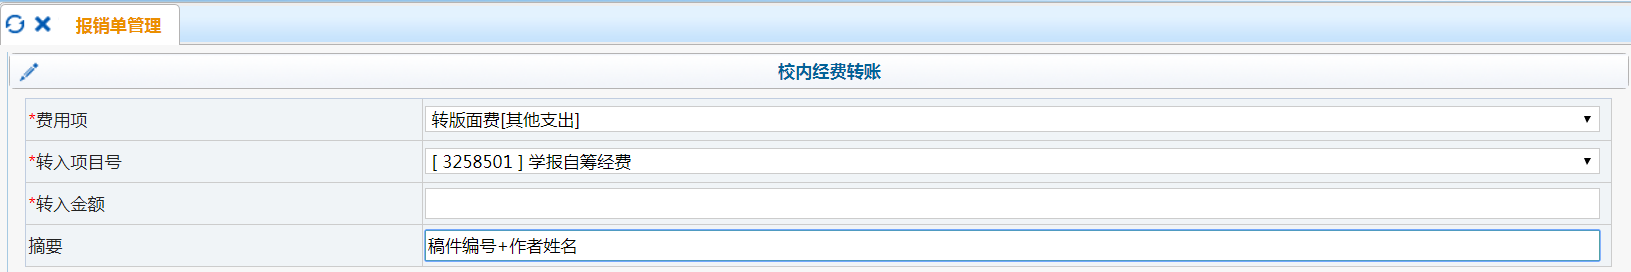 报销单管理
校内经费转账
*费用项 转版面费[其他支出]
*转入项目号 [ 3258501 ] 学报自筹经费
*转入金额
摘要 稿件编号+作者姓名